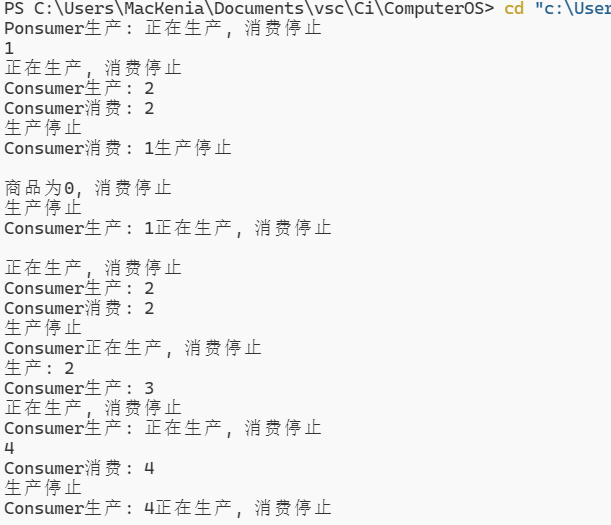 PS C:\Users\MacKenia\Documents\vsc\Ci\ComputerOS> cd "c:\User
Ponsumer生产: 正在生产, 消费停止
1
正在生产, 消费停止
Consumer生产: 2
Consumer消费: 2
生产停止
Consumer消费: 1生产停止
商品为0, 消费停止
生产停止
Consumer生产: 1正在生产, 消费停止
正在生产, 消费停止
Consumer生产: 2
Consumer消费: 2
生产停止
Consumer正在生产, 消费停止
生产: 2
Consumer生产: 3
正在生产, 消费停止
Consumer生产: 正在生产, 消费停止
4
Consumer消费: 4
生产停止
Consumer生产: 4正在生产, 消费停止